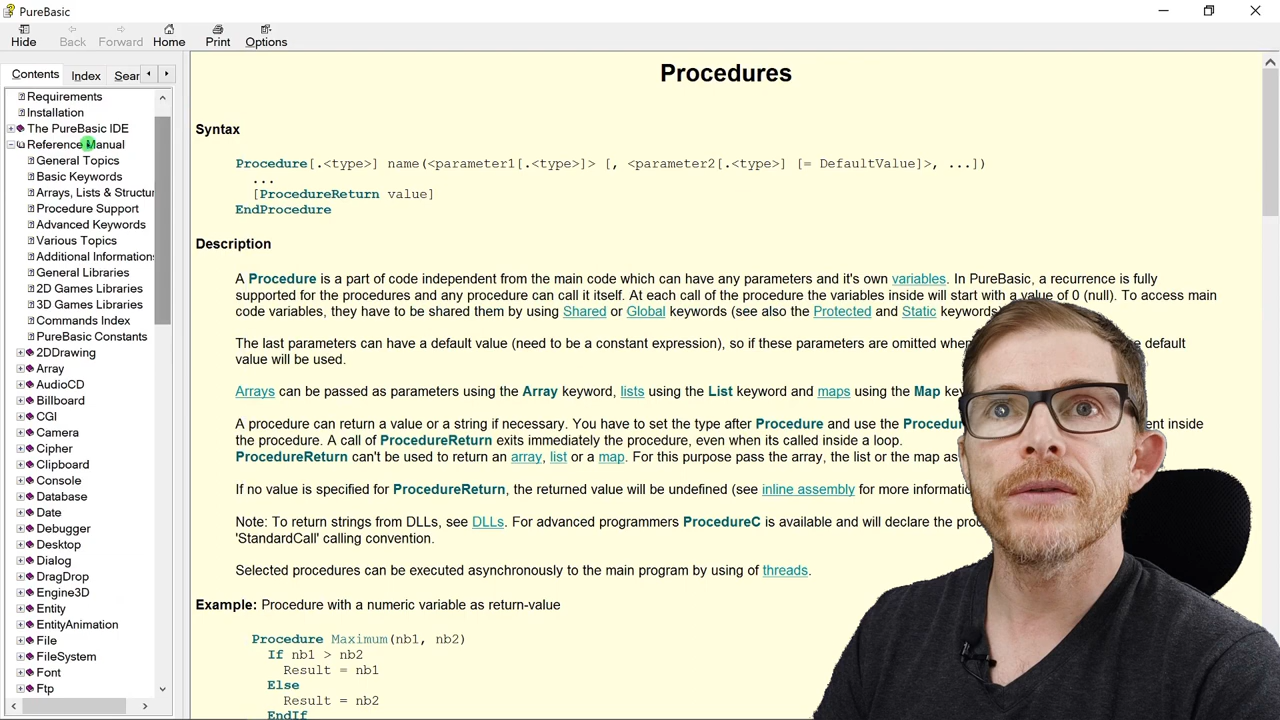 PureBasic
Hide Back Forward Home Print Options
Contents Index Sear
Requirements
Installation
The PureBasic IDE
Reference Manual
General Topics
Basic Keywords
Arrays, Lists & Structur
Procedure Support
Advanced Keywords
Various Topics
Additional Informations
General Libraries
2D Games Libraries
3D Games Libraries
Commands Index
PureBasic Constants
2DDrawing
Array
AudioCD
Billboard
CGI
Camera
Cipher
Clipboard
Console
Database
Date
Debugger
Desktop
Dialog
DragDrop
Engine3D
Entity
EntityAnimation
File
FileSystem
Font
Ftp
Procedures
Syntax
Procedure[.<type>] name(<parameter1[.<type>]> [, <parameter2[.<type>] [= DefaultValue]>, ...])
...
[ProcedureReturn value]
EndProcedure
Description
A Procedure is a part of code independent from the main code which can have any parameters and it's own variables. In PureBasic, a recurrence is fully
supported for the procedures and any procedure can call it itself. At each call of the procedure the variables inside will start with a value of 0 (null). To access main
code variables, they have to be shared them by using Shared or Global keywords (see also the Protected and Static keywords)
The last parameters can have a default value (need to be a constant expression), so if these parameters are omitted when default
value will be used.
Arrays can be passed as parameters using the Array keyword, lists using the List keyword and maps using the Map key
A procedure can return a value or a string if necessary. You have to set the type after Procedure and use the Procedur ent inside
the procedure. A call of ProcedureReturn exits immediately the procedure, even when its called inside a loop.
ProcedureReturn can't be used to return an array, list or a map. For this purpose pass the array, the list or the map as
If no value is specified for ProcedureReturn, the returned value will be undefined (see inline assembly for more informatio
Note: To return strings from DLLs, see DLLs. For advanced programmers ProcedureC is available and will declare the proc
'StandardCall' calling convention.
Selected procedures can be executed asynchronously to the main program by using of threads.
Example: Procedure with a numeric variable as return-value
Procedure Maximum(nb1, nb2)
If nb1 > nb2
Result = nb1
Else
Result = nb2
EndIf